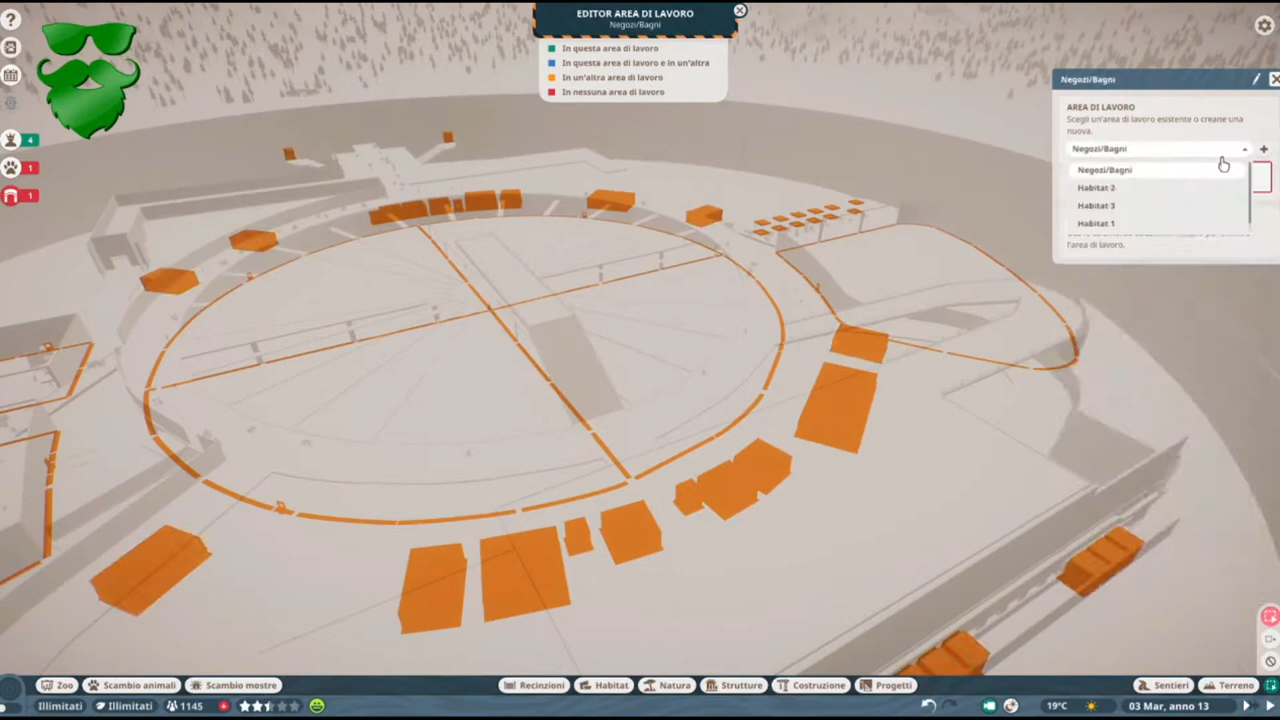 EDITOR AREA DI LAVORO
Negozi/Bagni
In questa area di lavoro
In questa area di lavoro e in un'altra
In un'altra area di lavoro
In nessuna area di lavoro
?
4
1
1
Negozi/Bagni
AREA DI LAVORO
Scegli un'area di lavoro esistente o creane una
nuova.
Negozi/Bagni
Negozi/Bagni
Habitat 2
Habitat 3
Habitat 1
l'area di lavoro.
Zoo
Scambio animali
Scambio mostre
Recinzioni
Habitat
Natura
Strutture
Costruzione
Progetti
Sentieri
Terreno
Illimitati
Illimitati
1145
19°C
03 Mar, anno 13